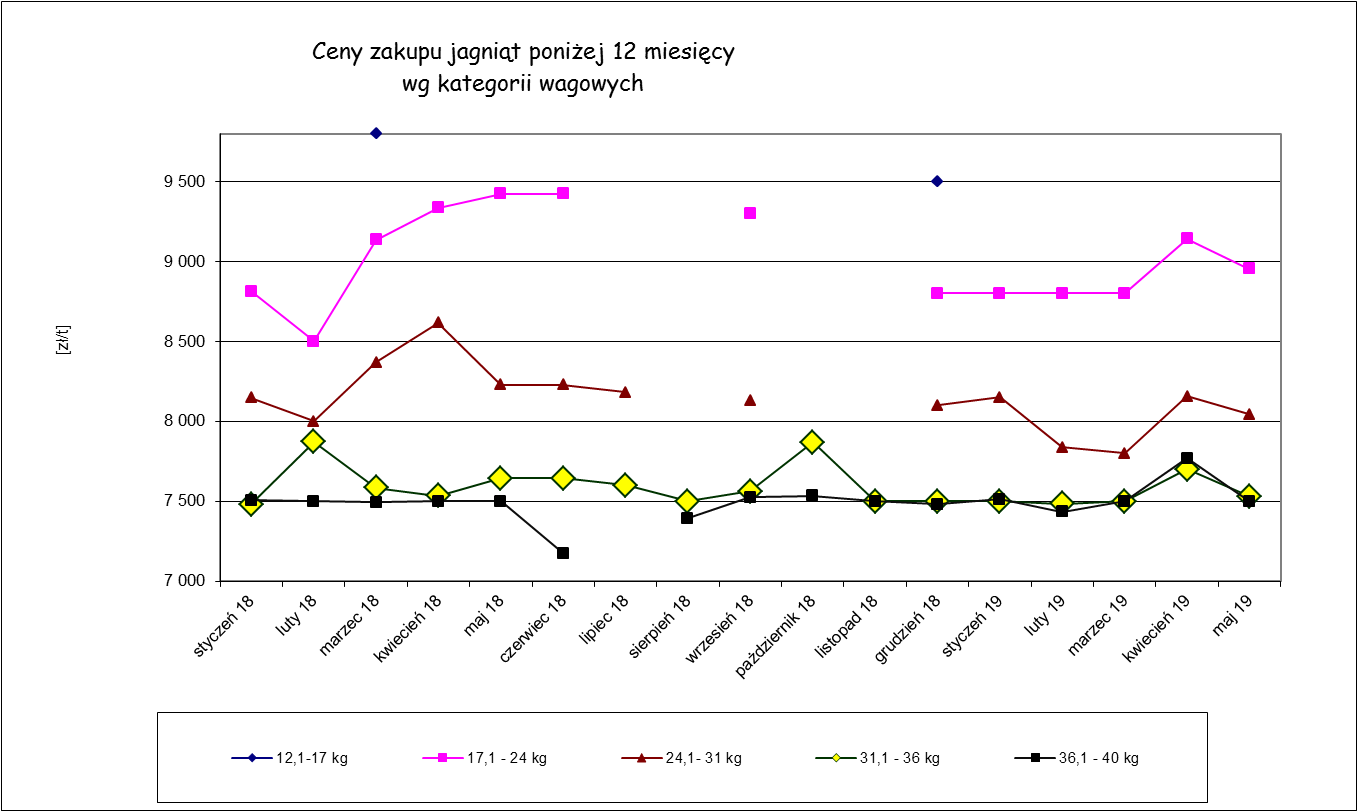 Ceny zakupu jagniąt poniżej 12 miesięcy
wg kategorii wagowych
[zł/t]
9 500
9 000
8 500
8 000
7 500
7 000
styczeń 18
luty 18
marzec 18
kwiecień 18
maj 18
czerwiec 18
lipiec 18
sierpień 18
wrzesień 18
październik 18
listopad 18
grudzień 18
styczeń 19
luty 19
marzec 19
kwiecień 19
maj 19
12,1-17 kg
17,1 - 24 kg
24,1- 31 kg
31,1 - 36 kg
36,1 - 40 kg